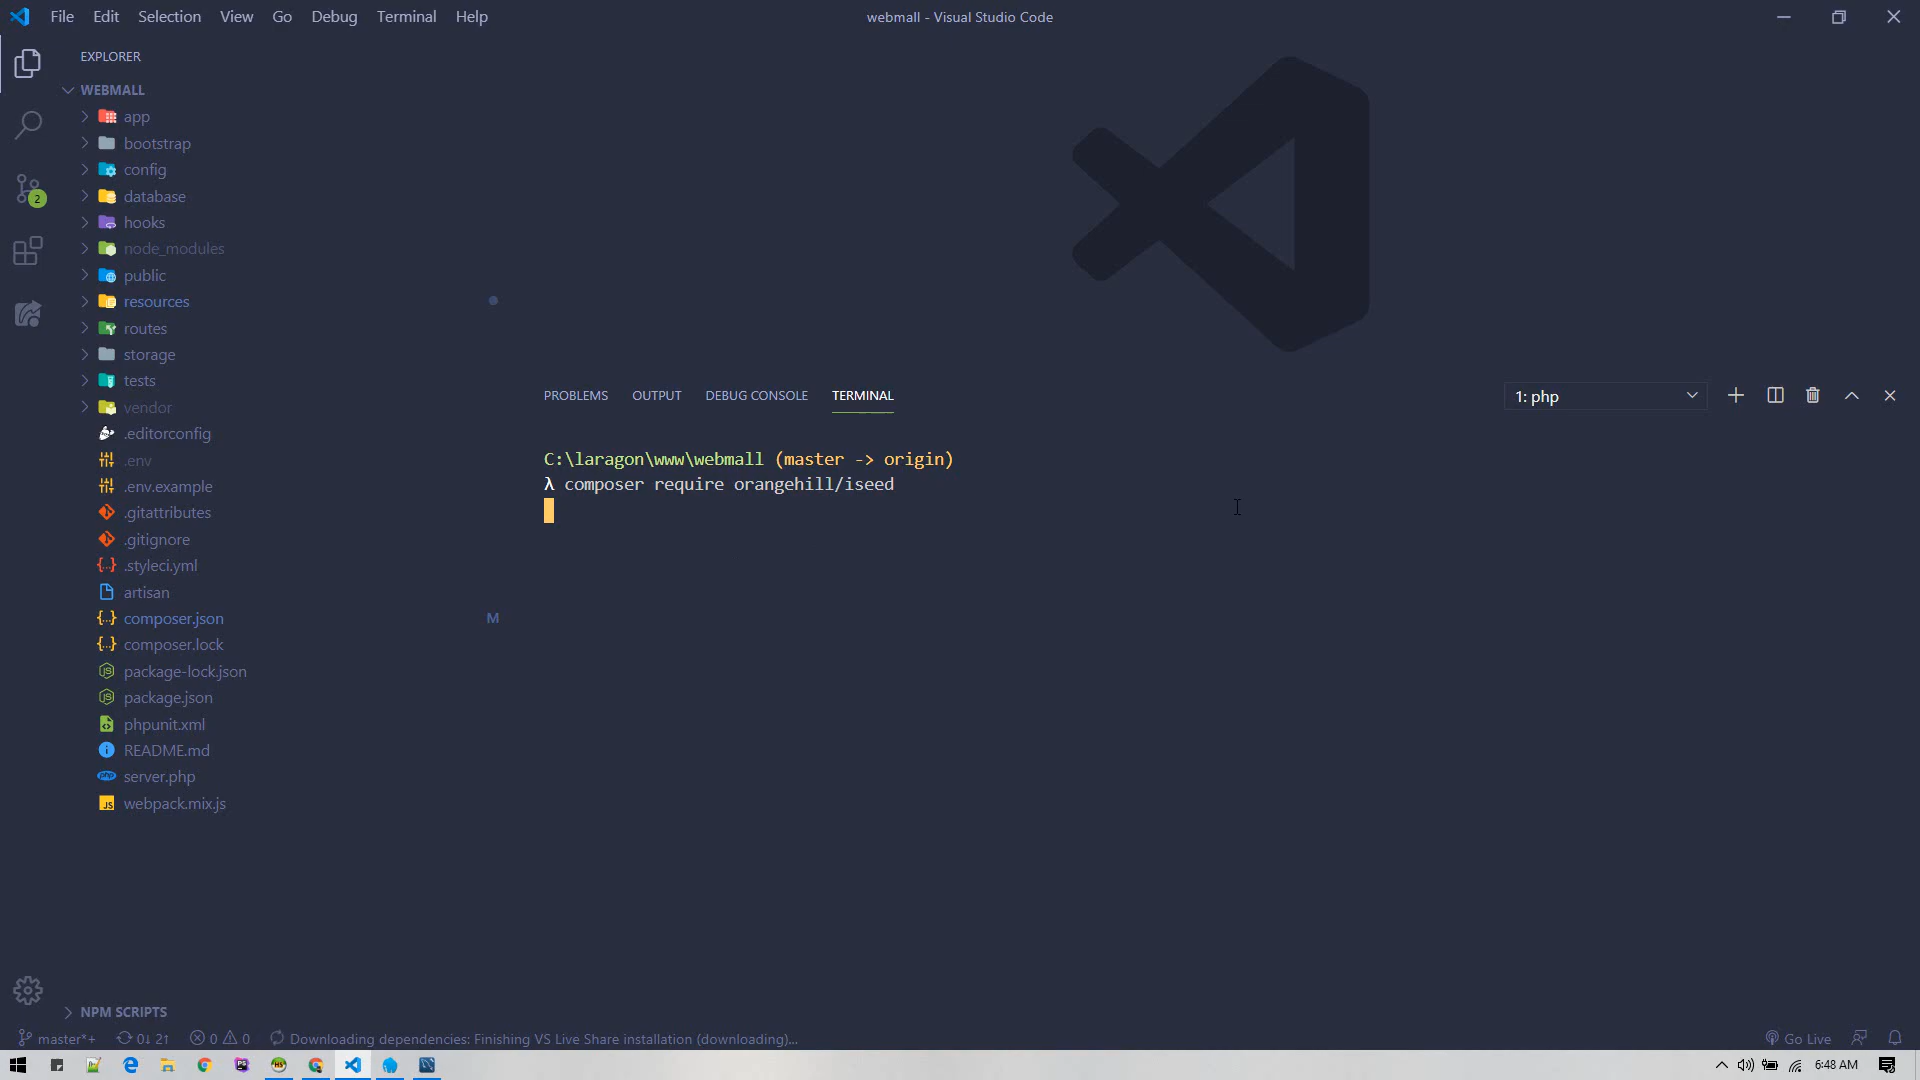 File Edit Selection View Go Debug Terminal Help
webmall - Visual Studio Code
EXPLORER
WEBMALL
app
bootstrap
config
database
hooks
node_modules
public
resources
routes
storage
tests
vendor
.editorconfig
.env
.env.example
.gitattributes
.gitignore
.styleci.yml
artisan
composer.json M
composer.lock
package-lock.json
package.json
phpunit.xml
README.md
server.php
webpack.mix.js
NPM SCRIPTS
2
PROBLEMS OUTPUT DEBUG CONSOLE TERMINAL
1: php
C:\laragon\www\webmall (master -> origin)
λ composer require orangehill/iseed
master*+ 0↓ 2↑ 0 0 Downloading dependencies: Finishing VS Live Share installation (downloading)...
Go Live
6:48 AM